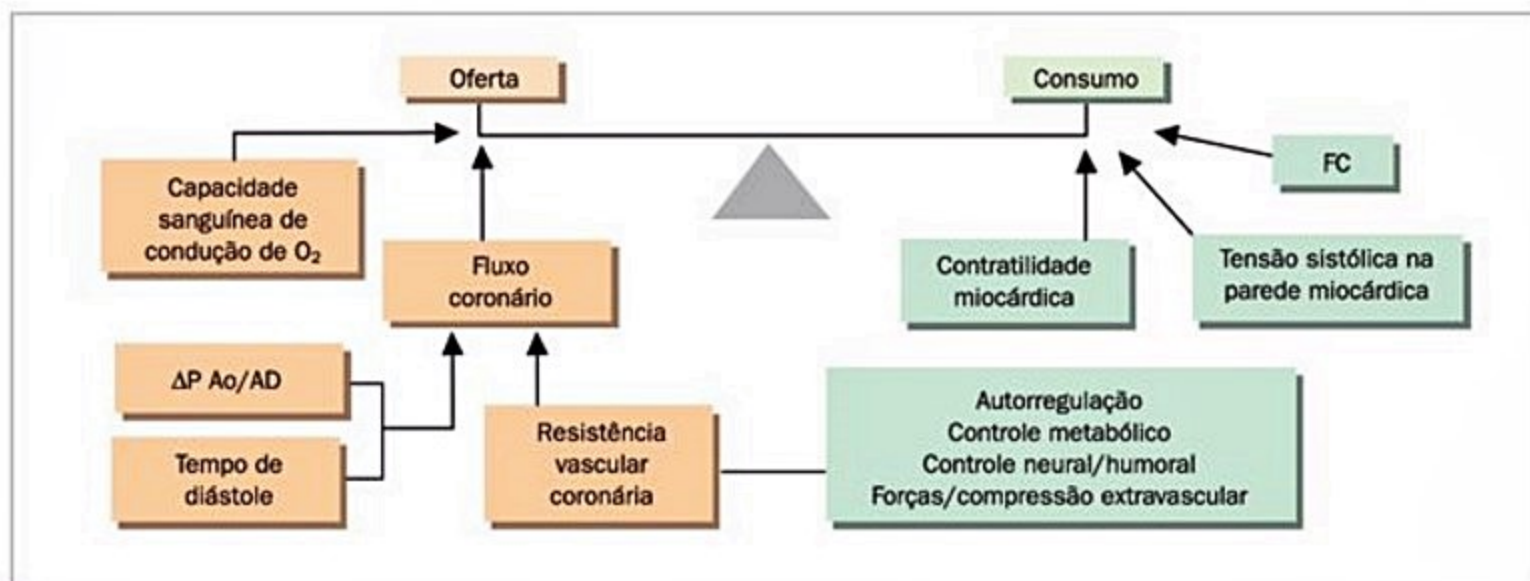 Oferta
Consumo
Capacidade
sanguínea de
condução de O₂
Fluxo
coronário
Contratilidade
miocárdica
FC
Tensão sistólica na
parede miocárdica
ΔP Ao/AD
Tempo de
diástole
Resistência
vascular
coronária
Autorregulação
Controle metabólico
Controle neural/humoral
Forças/compressão extravascular